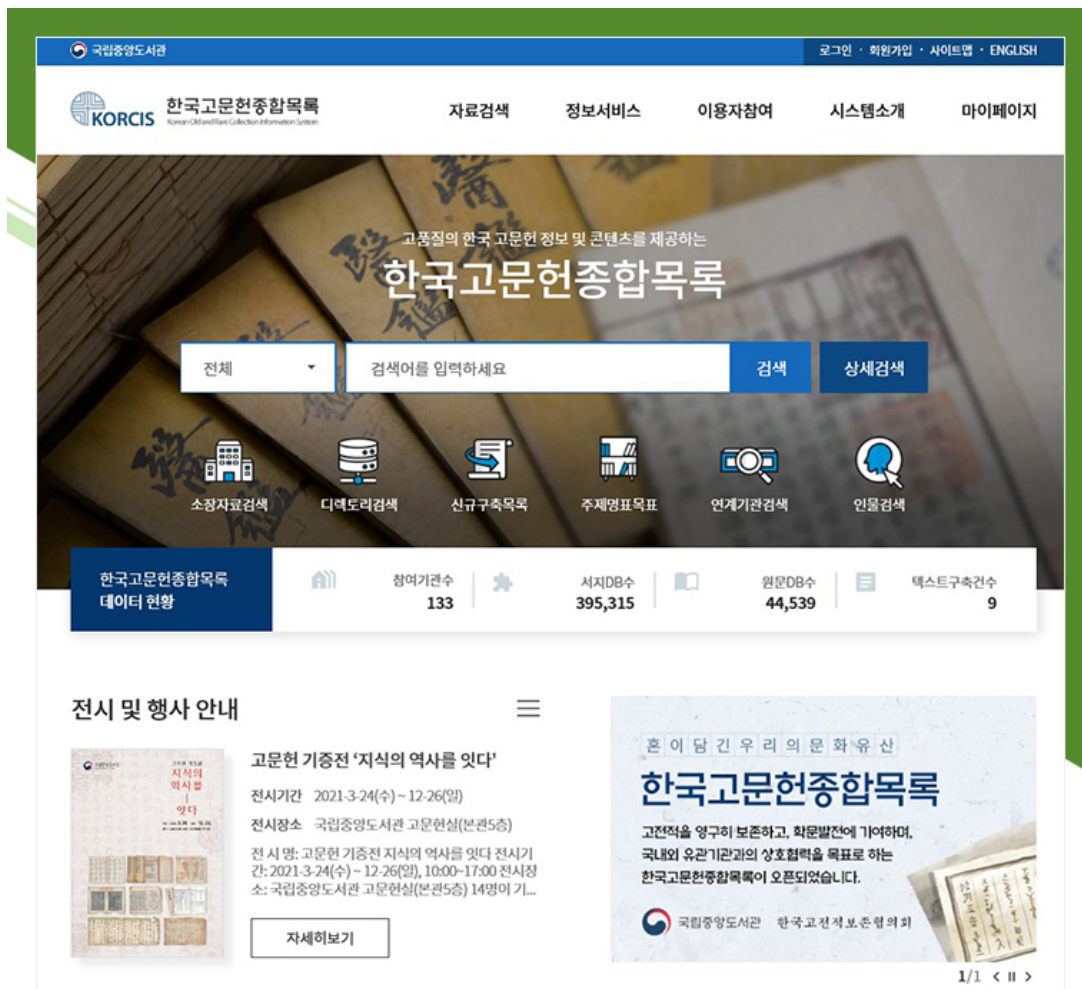 국립중앙도서관
로그인 · 회원가입 · 사이트맵 · ENGLISH
KORCIS 한국고문헌종합목록
Korean Old and Rare Collection Information System
자료검색 정보서비스 이용자참여 시스템소개 마이페이지
고품질의 한국 고문헌 정보 및 콘텐츠를 제공하는
한국고문헌종합목록
전체 검색어를 입력하세요 검색 상세검색
소장자료검색 디렉토리검색 신규구축목록 주제명표목표 연계기관검색 인물검색
한국고문헌종합목록
데이터 현황
참여기관수 서지DB수 원문DB수 텍스트구축건수
133 395,315 44,539 9
전시 및 행사 안내
지식의
역사를
잇다
고문헌 기증전 ‘지식의 역사를 잇다’
전시기간 2021-3-24(수) ~ 12-26(일)
전시장소 국립중앙도서관 고문헌실(본관5층)
전 시 명: 고문헌 기증전 지식의 역사를 잇다 전시기
간: 2021-3-24(수) ~ 12-26(일), 10:00~17:00 전시장
소: 국립중앙도서관 고문헌실(본관5층) 14명이 기...
자세히보기
혼이담긴우리의문화유산
한국고문헌종합목록
고전적을 영구히 보존하고, 학문발전에 기여하며,
국내외 유관기관과의 상호협력을 목표로 하는
한국고문헌종합목록이 오픈되었습니다.
국립중앙도서관 한국고전적보존협의회
1/1